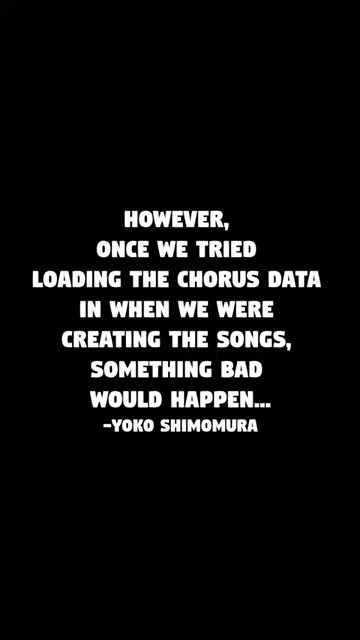 HOWEVER,
ONCE WE TRIED
LOADING THE CHORUS DATA
IN WHEN WE WERE
CREATING THE SONGS,
SOMETHING BAD
WOULD HAPPEN...
-YOKO SHIMOMURA